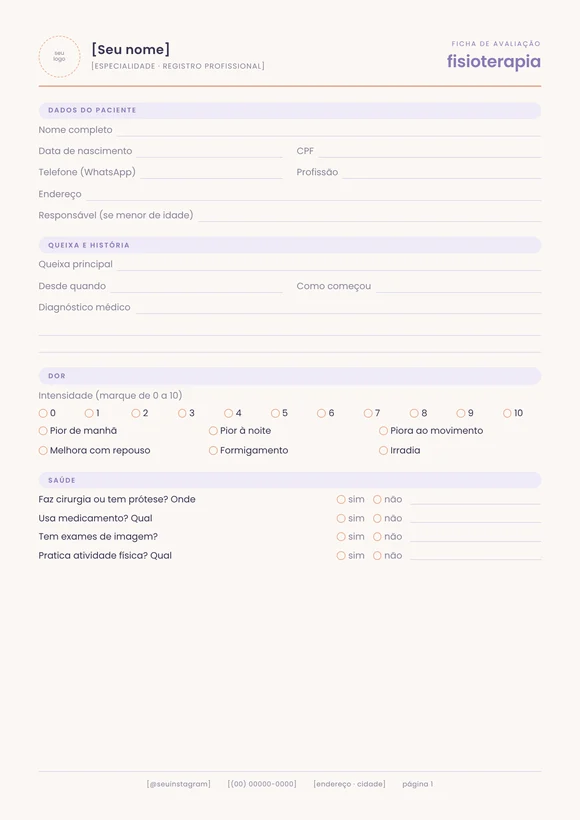 seu
logo
[Seu nome]
[ESPECIALIDADE · REGISTRO PROFISSIONAL]
FICHA DE AVALIAÇÃO
fisioterapia
DADOS DO PACIENTE
Nome completo
Data de nascimento CPF
Telefone (WhatsApp) Profissão
Endereço
Responsável (se menor de idade)
QUEIXA E HISTÓRIA
Queixa principal
Desde quando Como começou
Diagnóstico médico
DOR
Intensidade (marque de 0 a 10)
0 1 2 3 4 5 6 7 8 9 10
Pior de manhã Pior à noite Piora ao movimento
Melhora com repouso Formigamento Irradia
SAÚDE
Faz cirurgia ou tem prótese? Onde sim não
Usa medicamento? Qual sim não
Tem exames de imagem? sim não
Pratica atividade física? Qual sim não
[@seuinstagram] [(00) 00000-0000] [endereço · cidade] página 1